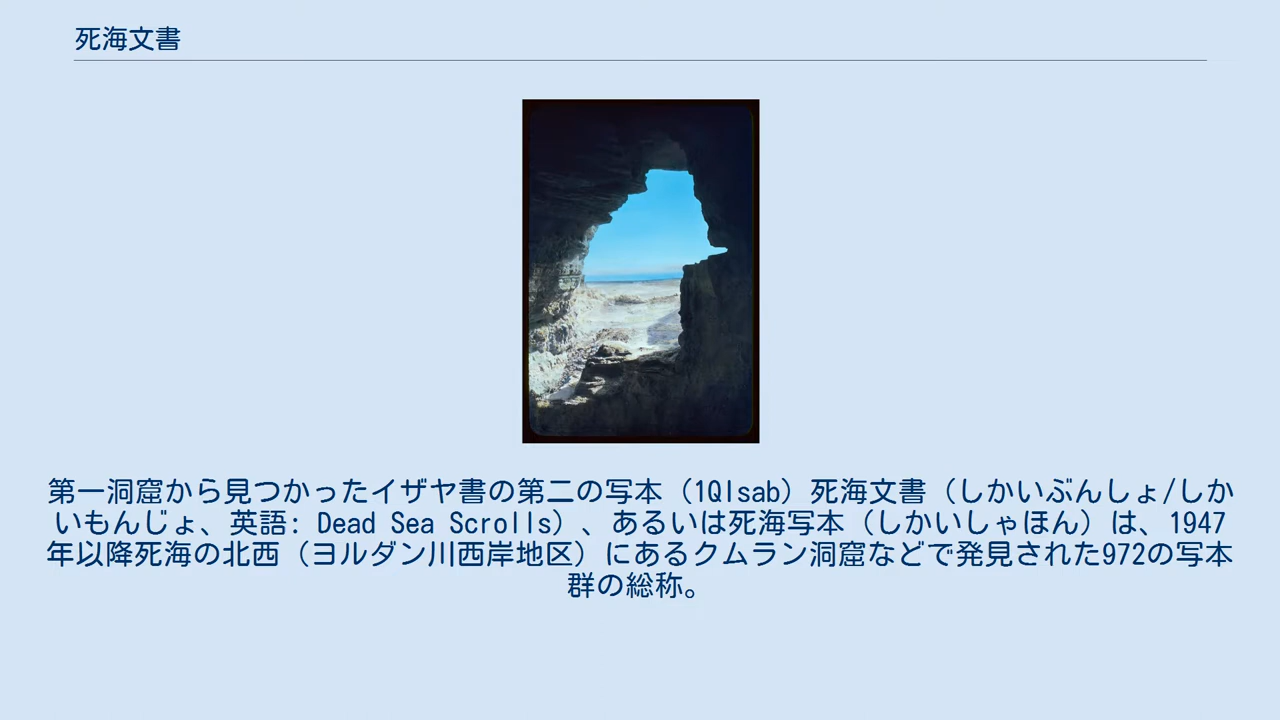 死海文書
第一洞窟から見つかったイザヤ書の第二の写本（1QIsab）死海文書（しかいぶんしょ/しか
いもんじょ、英語: Dead Sea Scrolls）、あるいは死海写本（しかいしゃほん）は、1947
年以降死海の北西（ヨルダン川西岸地区）にあるクムラン洞窟などで発見された972の写本
群の総称。